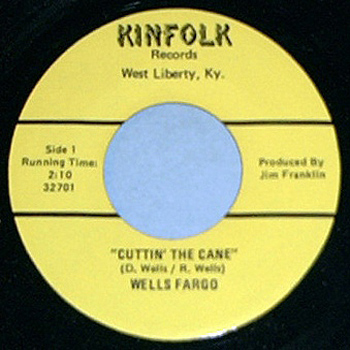 KINFOLK
Records
West Liberty, Ky.
Side 1
Running Time:
2:10
32701
Produced By
Jim Franklin
"CUTTIN' THE CANE"
(D. Wells / R. Wells)
WELLS FARGO